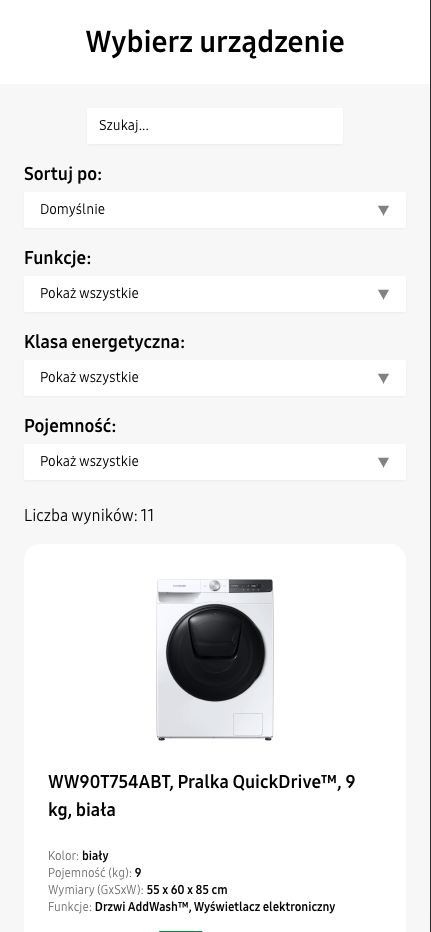 Wybierz urządzenie
Szukaj...
Sortuj po:
Domyślnie
Funkcje:
Pokaż wszystkie
Klasa energetyczna:
Pokaż wszystkie
Pojemność:
Pokaż wszystkie
Liczba wyników: 11
WW90T754ABT, Pralka QuickDrive™, 9
kg, biała
Kolor: biały
Pojemność (kg): 9
Wymiary (GxSxW): 55 x 60 x 85 cm
Funkcje: Drzwi AddWash™, Wyświetlacz elektroniczny